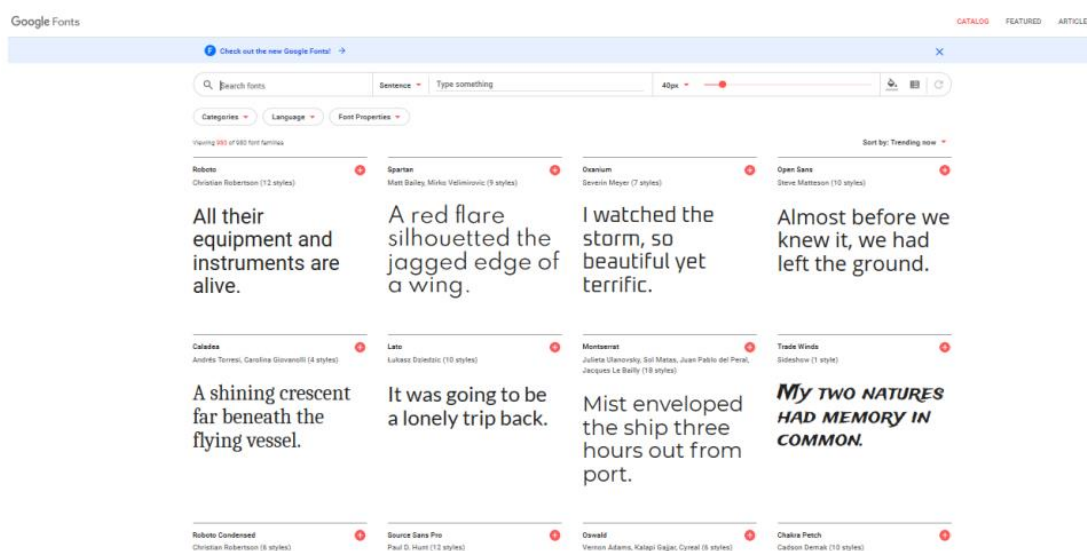 Google Fonts
CATALOG FEATURED ARTICLE
Check out the new Google Fonts! →
Search fonts Sentence Type something 40px
Categories Language Font Properties
Viewing 980 of 980 font families
Sort by: Trending now
Roboto
Christian Robertson (12 styles)
All their
equipment and
instruments are
alive.
Spartan
Matt Bailey, Mirko Velimirovic (9 styles)
A red flare
silhouetted the
jagged edge of
a wing.
Oxanium
Severin Meyer (7 styles)
I watched the
storm, so
beautiful yet
terrific.
Open Sans
Steve Matteson (10 styles)
Almost before we
knew it, we had
left the ground.
Caladea
Andrés Torresi, Carolina Giovanolli (4 styles)
A shining crescent
far beneath the
flying vessel.
Lato
Łukasz Dziedzic (10 styles)
It was going to be
a lonely trip back.
Montserrat
Julieta Ulanovsky, Sol Matas, Juan Pablo del Peral,
Jacques Le Bailly (18 styles)
Mist enveloped
the ship three
hours out from
port.
Trade Winds
Sideshow (1 style)
My two natures
had memory in
common.
Roboto Condensed
Christian Robertson (6 styles)
Source Sans Pro
Paul D. Hunt (12 styles)
Oswald
Vernon Adams, Kalapi Gajjar, Cyreal (6 styles)
Chakra Petch
Cadson Demak (10 styles)